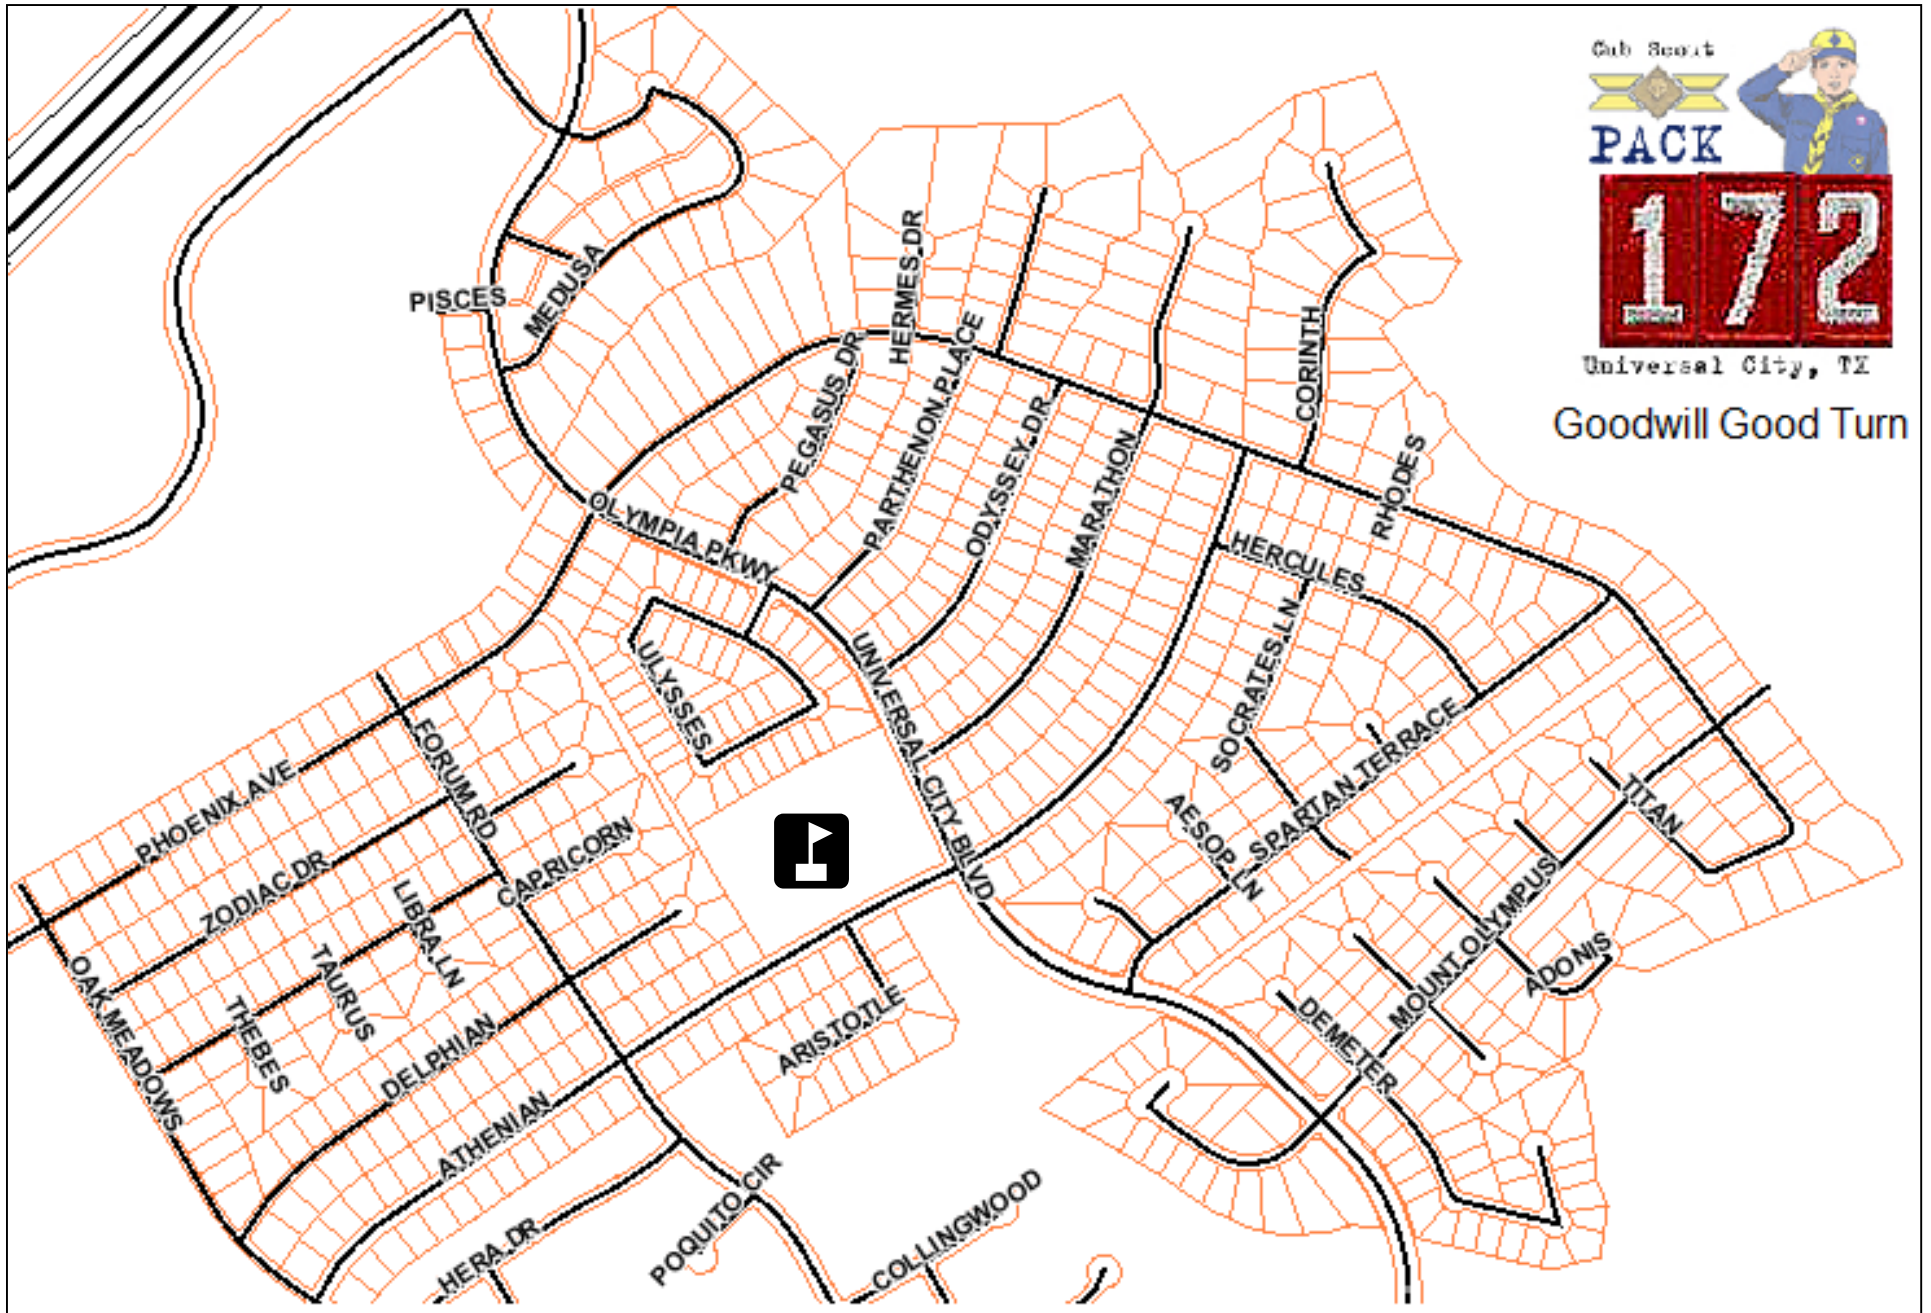 Cub Scout
PACK
172
Universal City, TX
Goodwill Good Turn
PISCES
MEDUSA
HERMES DR
PEGASUS DR
PARTHENON PLACE
ODYSSEY DR
MARATHON
CORINTH
RHODES
HERCULES
OLYMPIA PKWY
ULYSSES
UNIVERSAL CITY BLVD
SOCRATES LN
AESOP LN
SPARTAN TERRACE
TITAN
MOUNT OLYMPUS
ADONIS
DEMETER
PHOENIX AVE
FORUM RD
ZODIAC DR
CAPRICORN
LIBRA LN
TAURUS
THEBES
OAK MEADOWS
DELPHIAN
ATHENIAN
ARISTOTLE
HERA DR
POQUITO CIR
COLLINGWOOD